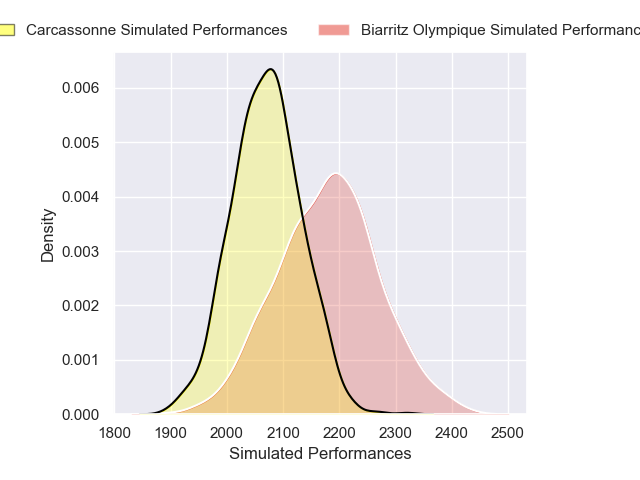 Carcassonne Simulated Performances Biarritz Olympique Simulated Performanc
0.006
0.005
0.004
0.003
0.002
0.001
0.000
Density
1800 1900 2000 2100 2200 2300 2400 2500
Simulated Performances